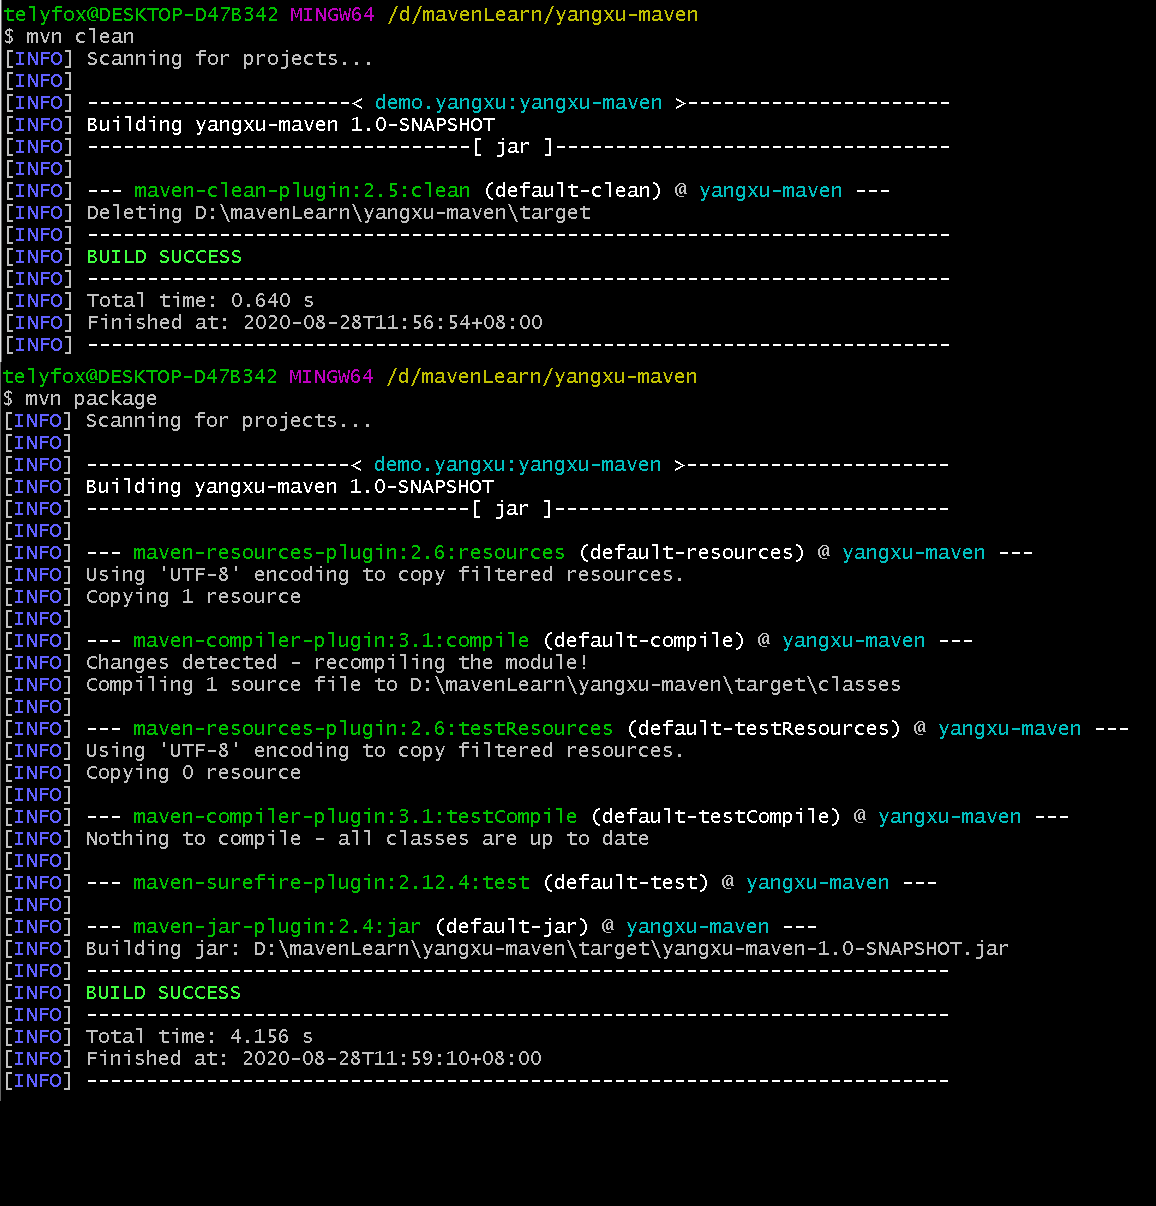 telyfox@DESKTOP-D47B342 MINGW64 /d/mavenLearn/yangxu-maven
$ mvn clean
[INFO] Scanning for projects...
[INFO]
[INFO] ----------------------< demo.yangxu:yangxu-maven >----------------------
[INFO] Building yangxu-maven 1.0-SNAPSHOT
[INFO] --------------------------------[ jar ]---------------------------------
[INFO]
[INFO] --- maven-clean-plugin:2.5:clean (default-clean) @ yangxu-maven ---
[INFO] Deleting D:\mavenLearn\yangxu-maven\target
[INFO] ------------------------------------------------------------------------
[INFO] BUILD SUCCESS
[INFO] ------------------------------------------------------------------------
[INFO] Total time: 0.640 s
[INFO] Finished at: 2020-08-28T11:56:54+08:00
[INFO] ------------------------------------------------------------------------
telyfox@DESKTOP-D47B342 MINGW64 /d/mavenLearn/yangxu-maven
$ mvn package
[INFO] Scanning for projects...
[INFO]
[INFO] ----------------------< demo.yangxu:yangxu-maven >----------------------
[INFO] Building yangxu-maven 1.0-SNAPSHOT
[INFO] --------------------------------[ jar ]---------------------------------
[INFO]
[INFO] --- maven-resources-plugin:2.6:resources (default-resources) @ yangxu-maven ---
[INFO] Using 'UTF-8' encoding to copy filtered resources.
[INFO] Copying 1 resource
[INFO]
[INFO] --- maven-compiler-plugin:3.1:compile (default-compile) @ yangxu-maven ---
[INFO] Changes detected - recompiling the module!
[INFO] Compiling 1 source file to D:\mavenLearn\yangxu-maven\target\classes
[INFO]
[INFO] --- maven-resources-plugin:2.6:testResources (default-testResources) @ yangxu-maven ---
[INFO] Using 'UTF-8' encoding to copy filtered resources.
[INFO] Copying 0 resource
[INFO]
[INFO] --- maven-compiler-plugin:3.1:testCompile (default-testCompile) @ yangxu-maven ---
[INFO] Nothing to compile - all classes are up to date
[INFO]
[INFO] --- maven-surefire-plugin:2.12.4:test (default-test) @ yangxu-maven ---
[INFO]
[INFO] --- maven-jar-plugin:2.4:jar (default-jar) @ yangxu-maven ---
[INFO] Building jar: D:\mavenLearn\yangxu-maven\target\yangxu-maven-1.0-SNAPSHOT.jar
[INFO] ------------------------------------------------------------------------
[INFO] BUILD SUCCESS
[INFO] ------------------------------------------------------------------------
[INFO] Total time: 4.156 s
[INFO] Finished at: 2020-08-28T11:59:10+08:00
[INFO] ------------------------------------------------------------------------